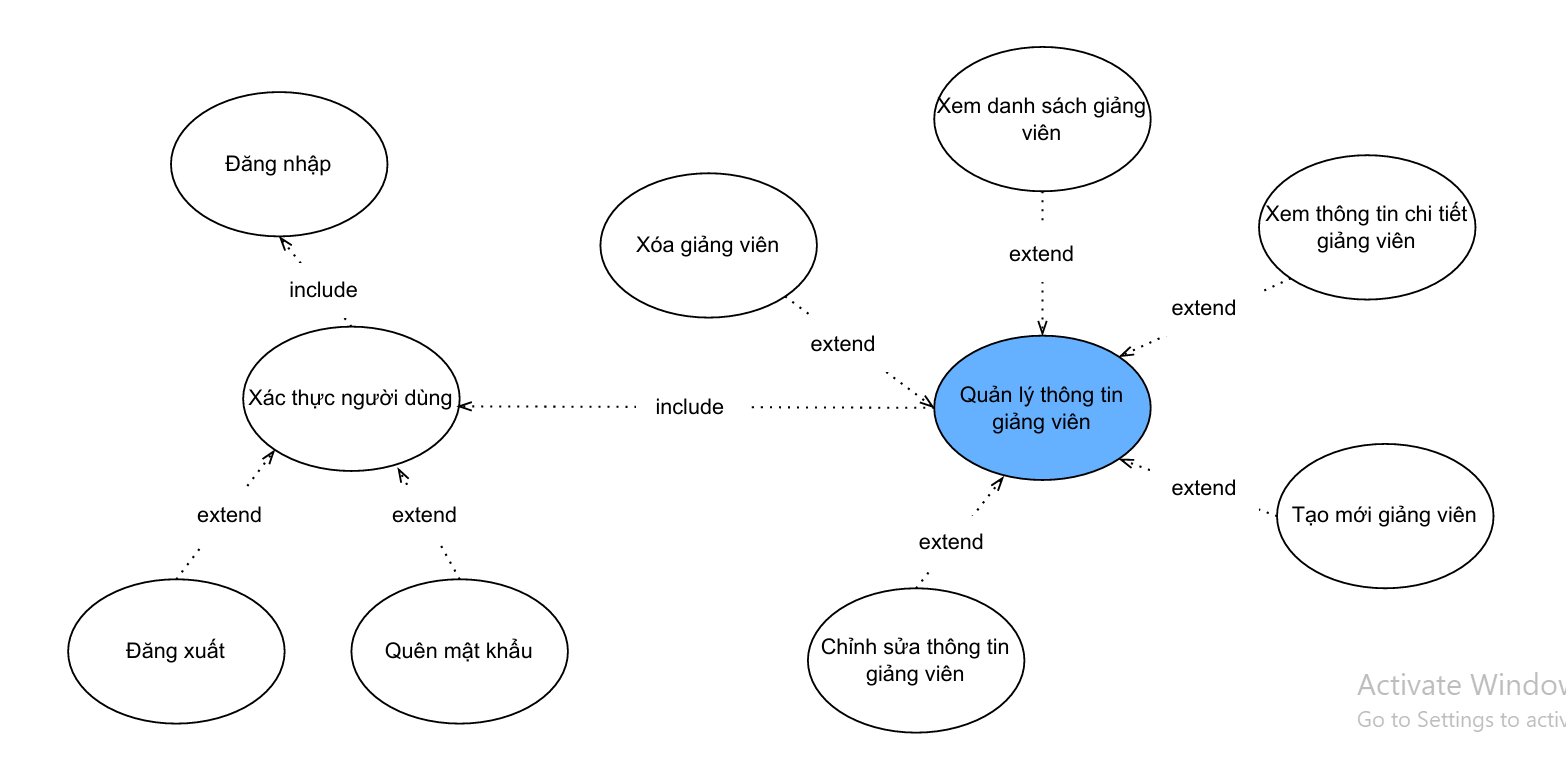 Xem danh sách giảng
viên
Đăng nhập
Xem thông tin chi tiết
giảng viên
Xóa giảng viên
extend
include
extend
extend
Xác thực người dùng
include
Quản lý thông tin
giảng viên
extend
extend
extend
Tạo mới giảng viên
extend
Đăng xuất
Quên mật khẩu
Chỉnh sửa thông tin
giảng viên
Activate Window
Go to Settings to activ